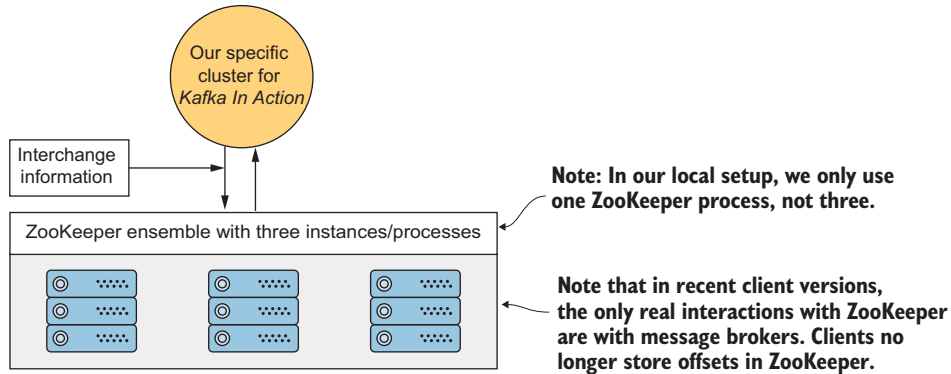 Our specific
cluster for
Kafka In Action
Interchange
information
Note: In our local setup, we only use
one ZooKeeper process, not three.
ZooKeeper ensemble with three instances/processes
Note that in recent client versions,
the only real interactions with ZooKeeper
are with message brokers. Clients no
longer store offsets in ZooKeeper.